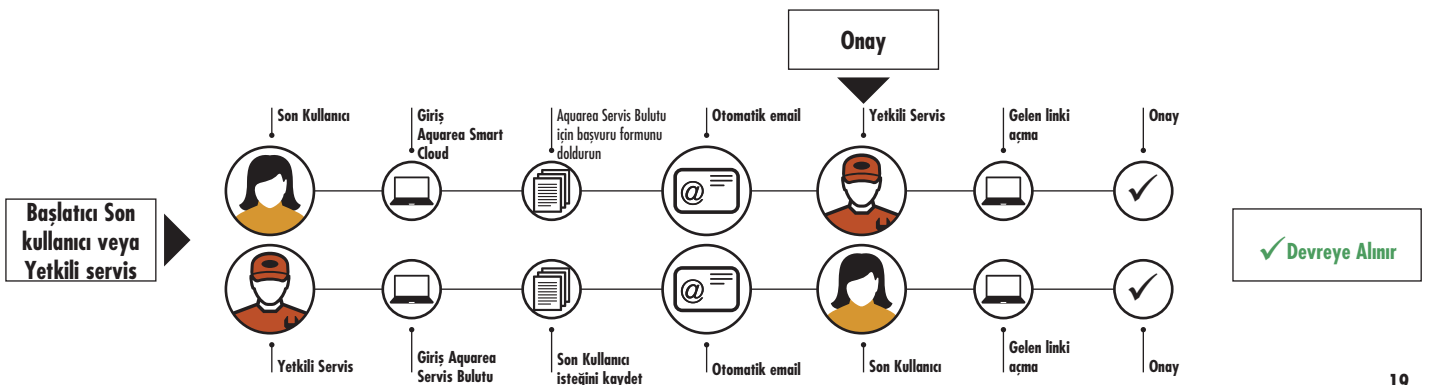 Onay
Son Kullanıcı
Giriş
Aquarea Smart
Cloud
Aquarea Servis Bulutu
için başvuru formunu
doldurun
Otomatik email
Yetkili Servis
Gelen linki
açma
Onay
@
Başlatıcı Son
kullanıcı veya
Yetkili servis
✓ Devreye Alınır
@
Yetkili Servis
Giriş Aquarea
Servis Bulutu
Son Kullanıcı
isteğini kaydet
Otomatik email
Son Kullanıcı
Gelen linki
açma
Onay
19